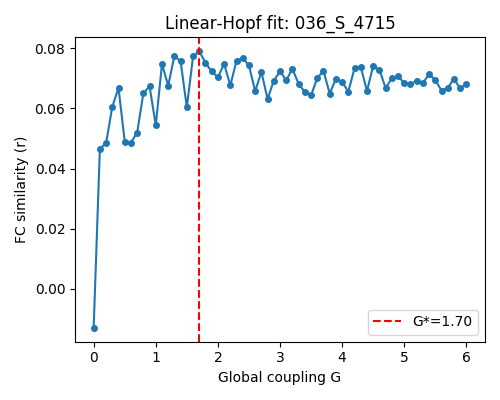 Linear-Hopf fit: 036_S_4715
FC similarity (r)
0.08
0.06
0.04
0.02
0.00
0 1 2 3 4 5 6
Global coupling G
G*=1.70